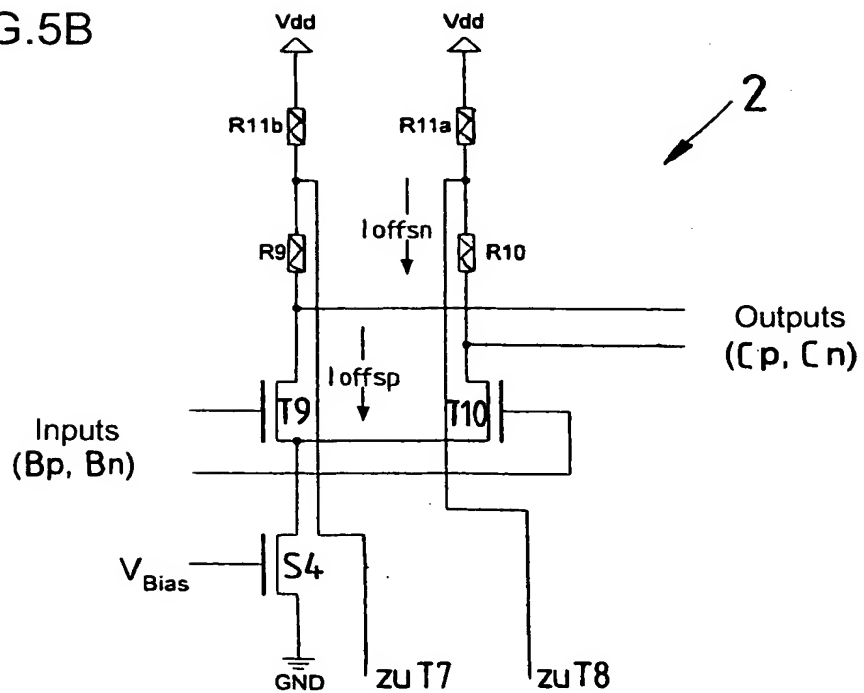 G.5B
Vdd
Vdd
2
R11b
R11a
Ioffsn
R9
R10
Outputs
(Cp, Cn)
Ioffsp
T9
T10
Inputs
(Bp, Bn)
VBias
S4
GND
zu T7
zu T8